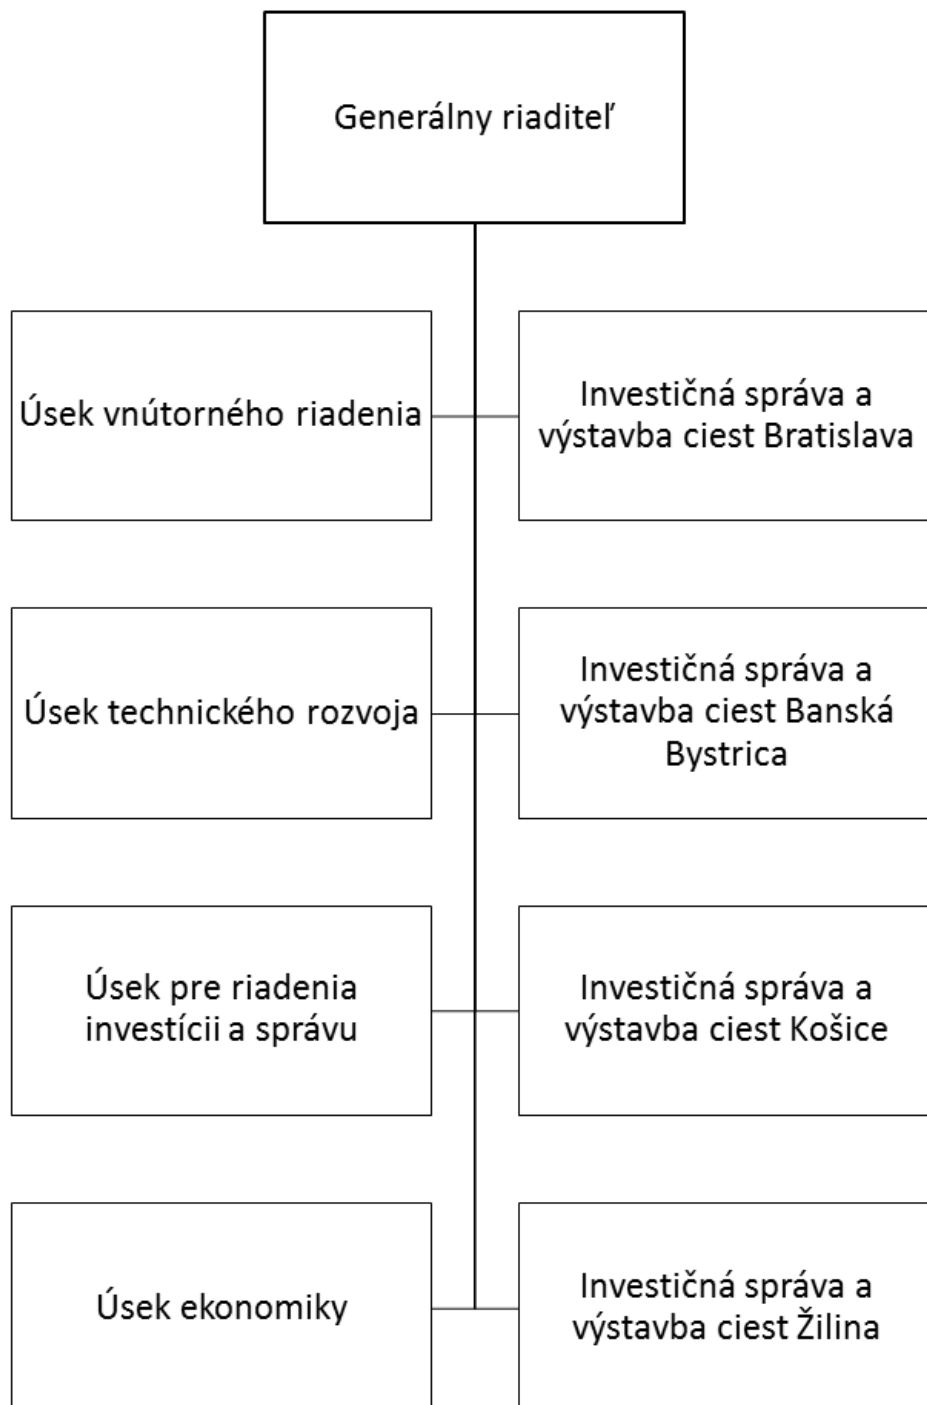 Generálny riaditeľ
Úsek vnútorného riadenia
Investičná správa a
výstavba ciest Bratislava
Úsek technického rozvoja
Investičná správa a
výstavba ciest Banská
Bystrica
Úsek pre riadenia
investícii a správu
Investičná správa a
výstavba ciest Košice
Úsek ekonomiky
Investičná správa a
výstavba ciest Žilina